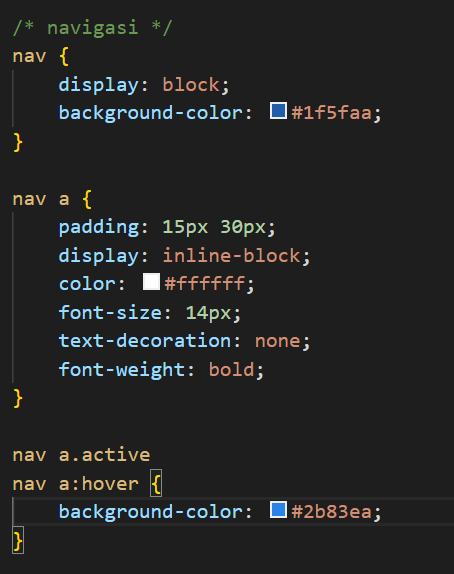 /* navigasi */
nav {
display: block;
background-color: #1f5faa;
}
nav a {
padding: 15px 30px;
display: inline-block;
color: #ffffff;
font-size: 14px;
text-decoration: none;
font-weight: bold;
}
nav a.active
nav a:hover {
background-color: #2b83ea;
}